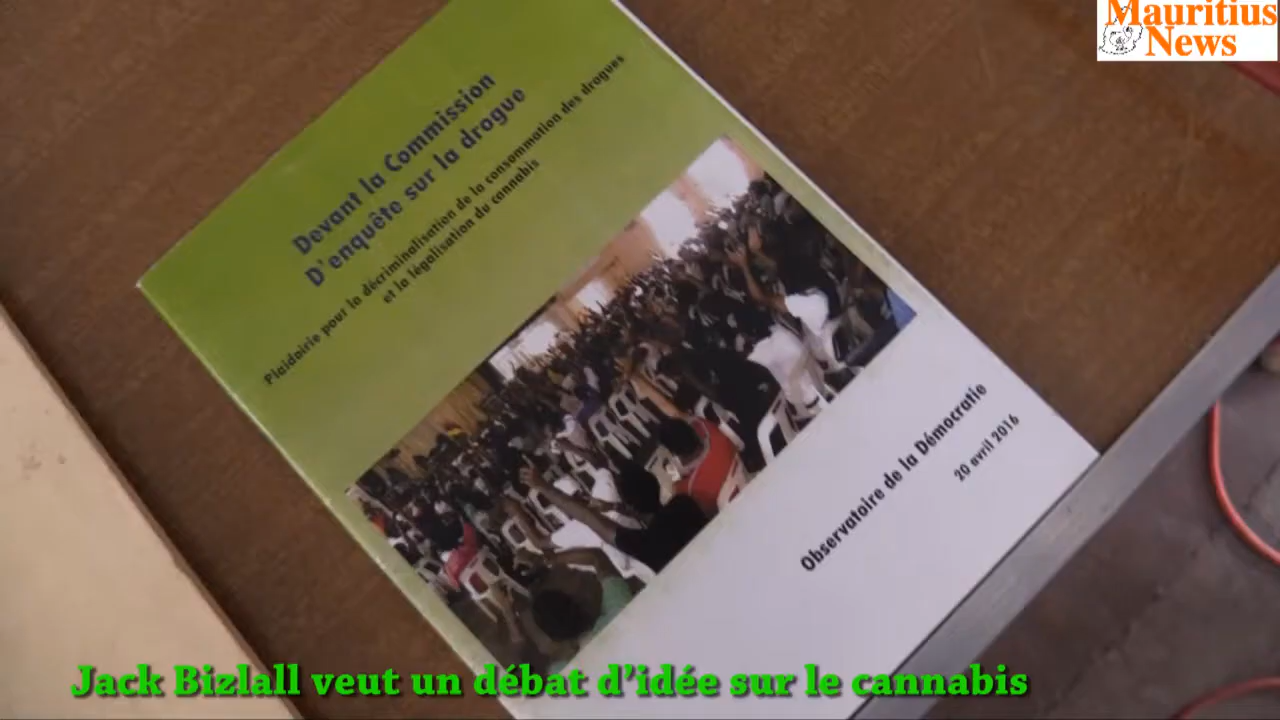 Mauritius
News
Devant la Commission
D'enquête sur la drogue
Plaidoirie pour la décriminalisation de la consommation des drogues
et la légalisation du cannabis
Observatoire de la Démocratie
20 avril 2016
Jack Bizlall veut un débat d'idée sur le cannabis